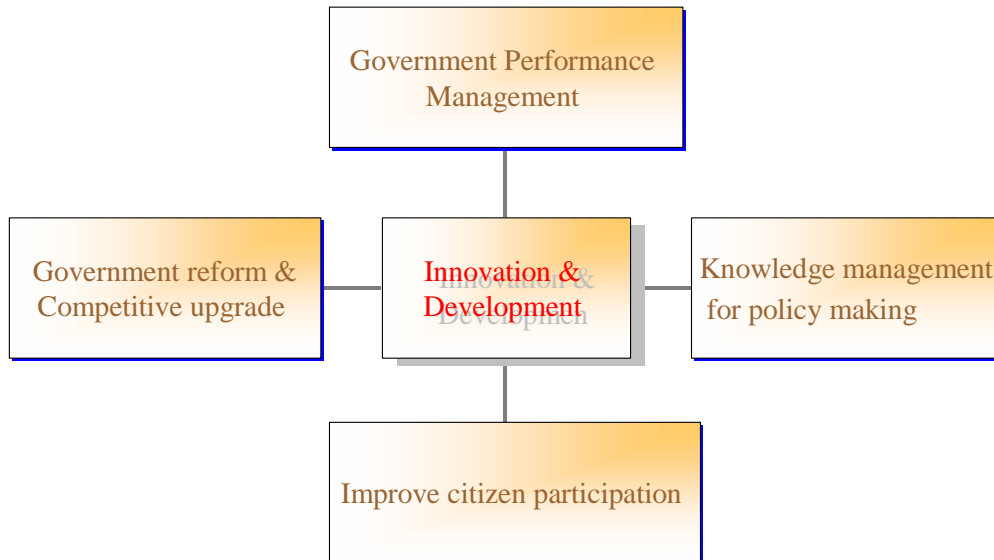 Government Performance
Management
Government reform &
Competitive upgrade
Innovation &
Development
Knowledge management
for policy making
Improve citizen participation